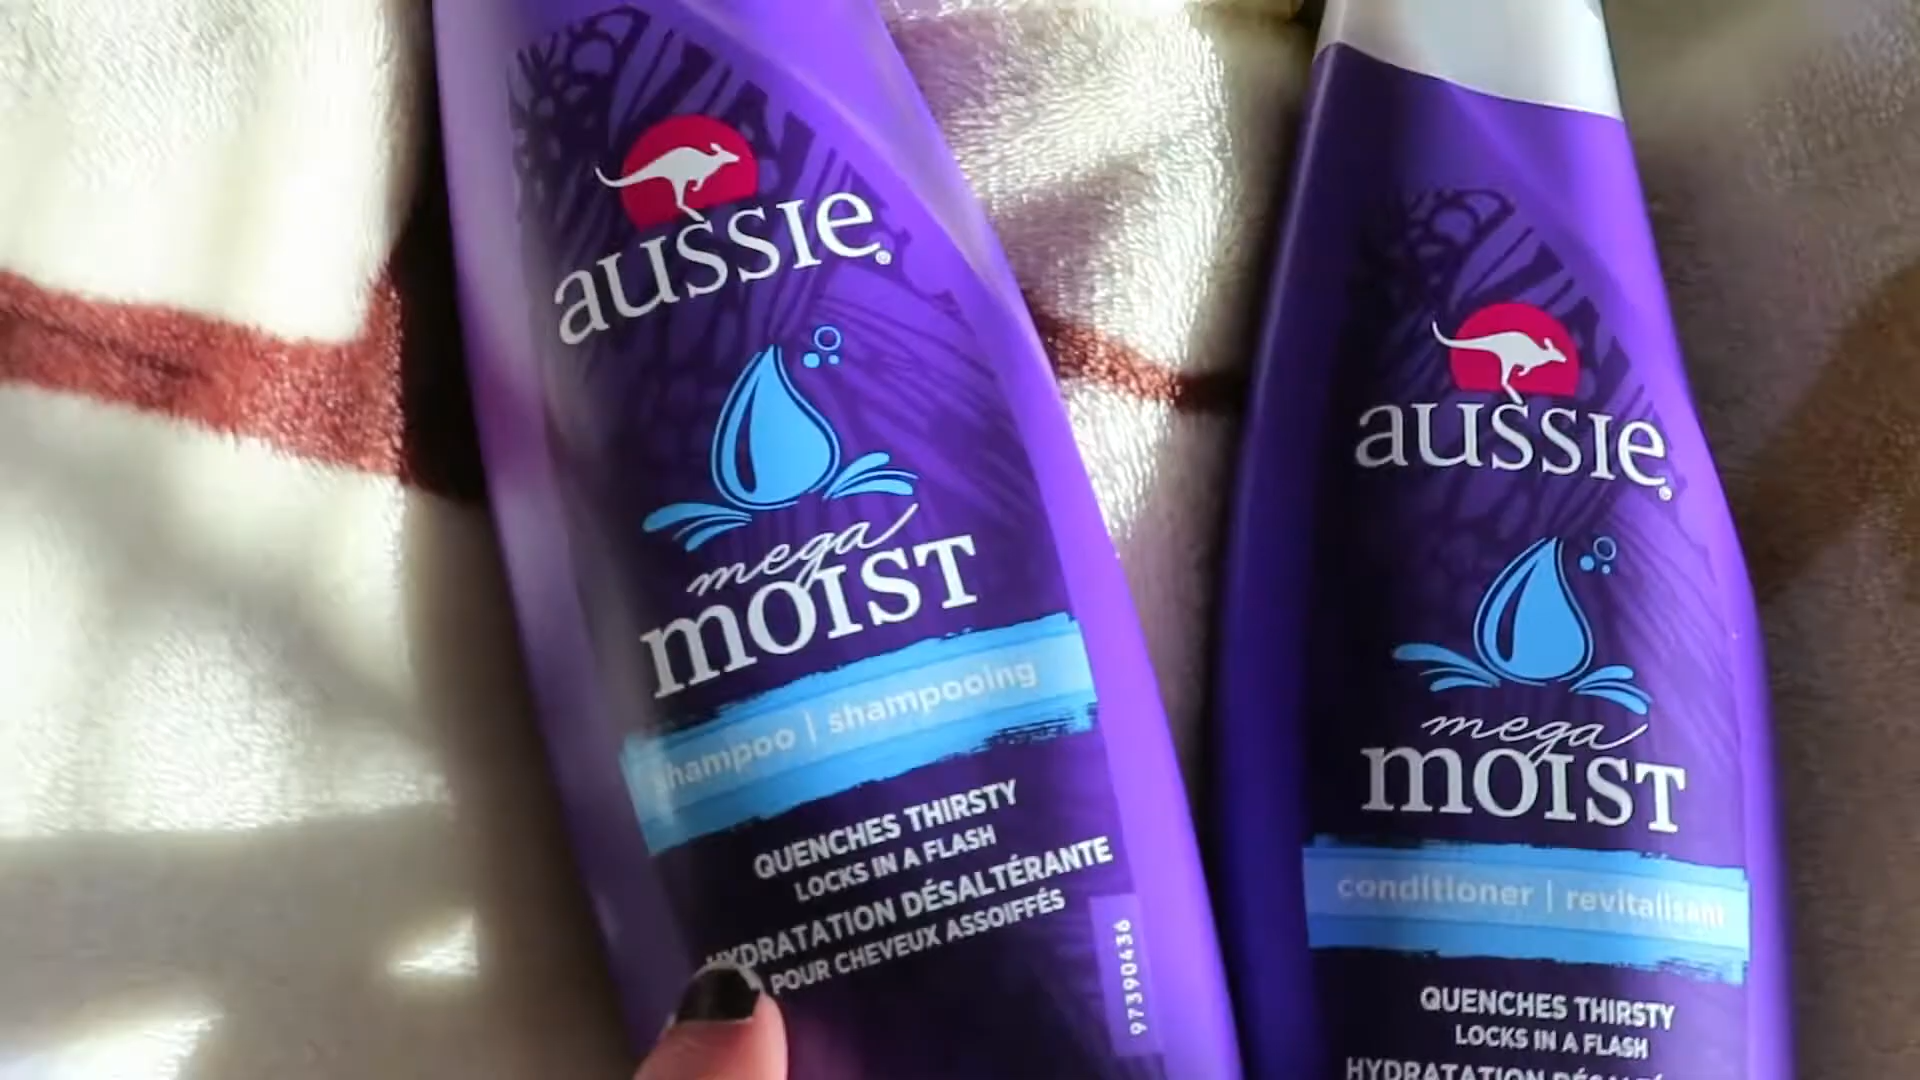 aussie®
mega
moist
shampoo | shampooing
QUENCHES THIRSTY
LOCKS IN A FLASH
HYDRATATION DÉSALTÉRANTE
POUR CHEVEUX ASSOIFFÉS
97390436
aussie®
mega
moist
conditioner | revitalisant
QUENCHES THIRSTY
LOCKS IN A FLASH
HYDRATATION